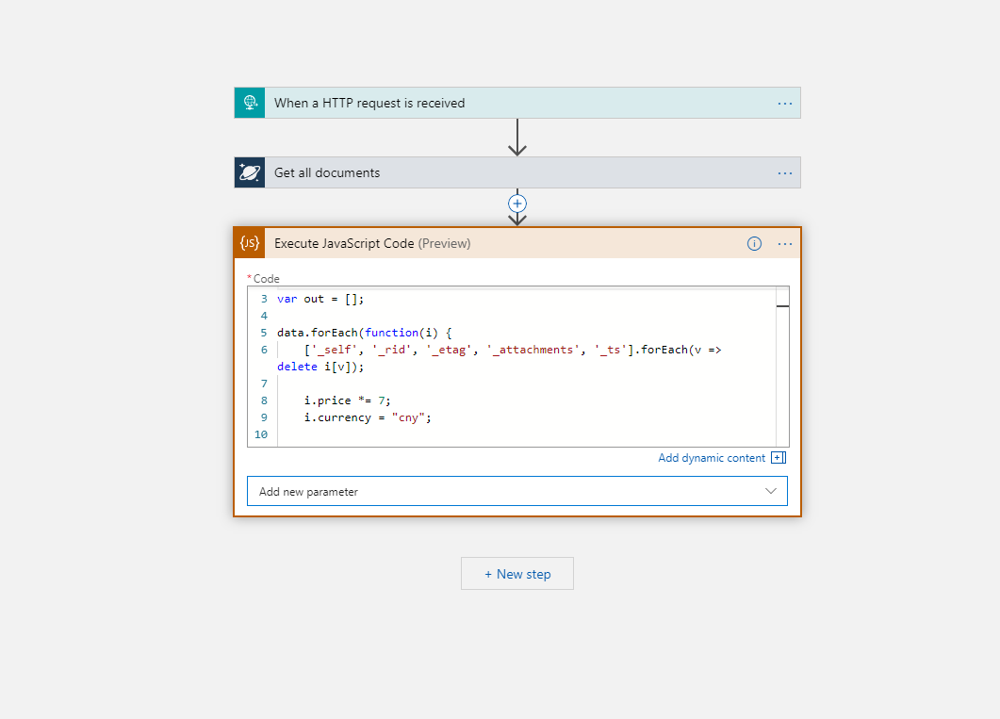 When a HTTP request is received
Get all documents
{JS} Execute JavaScript Code (Preview)
* Code
3 var out = [];
4
5 data.forEach(function(i) {
6 ['_self', '_rid', '_etag', '_attachments', '_ts'].forEach(v =>
delete i[v]);
7
8 i.price *= 7;
9 i.currency = "cny";
10
Add dynamic content
Add new parameter
+ New step